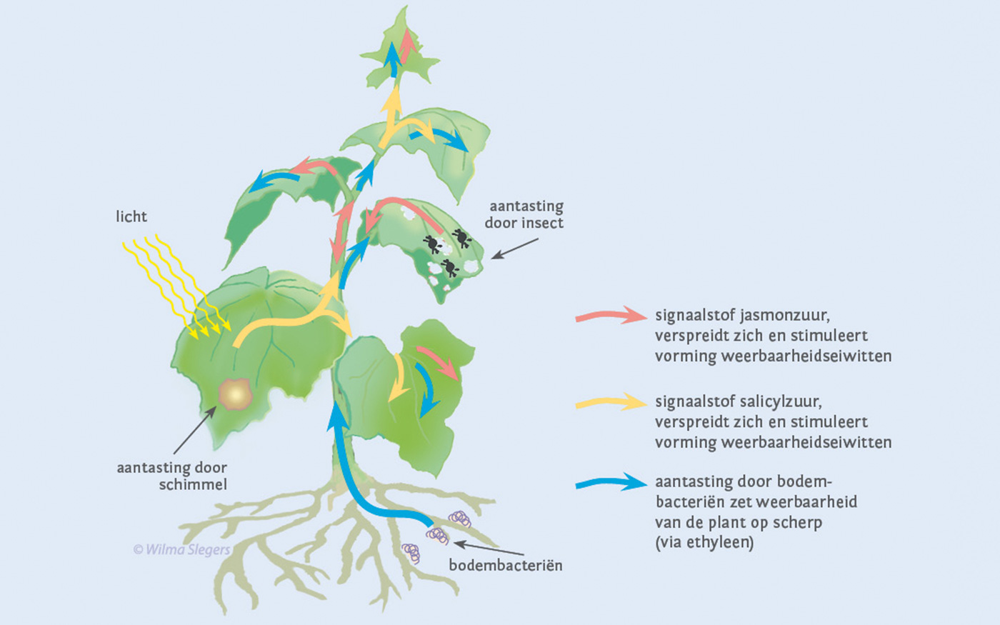 licht
aantasting
door insect
signaalstof jasmonzuur,
verspreidt zich en stimuleert
vorming weerbaarheidseiwitten
signaalstof salicylzuur,
verspreidt zich en stimuleert
vorming weerbaarheidseiwitten
aantasting door
schimmel
aantasting door bodem-
bacteriën zet weerbaarheid
van de plant op scherp
(via ethyleen)
© Wilma Slegers
bodembacteriën